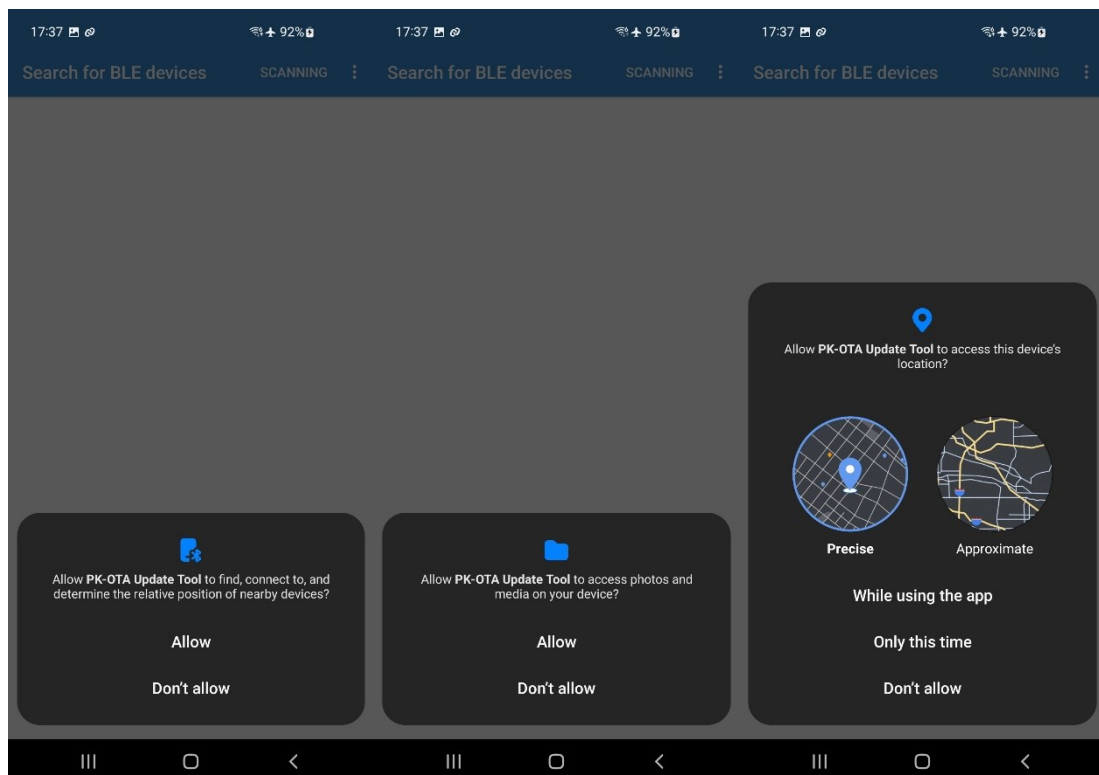 17:37 92%
Search for BLE devices SCANNING
Allow PK-OTA Update Tool to find, connect to, and
determine the relative position of nearby devices?
Allow
Don't allow
17:37 92%
Search for BLE devices SCANNING
Allow PK-OTA Update Tool to access photos and
media on your device?
Allow
Don't allow
17:37 92%
Search for BLE devices SCANNING
Allow PK-OTA Update Tool to access this device's
location?
Precise Approximate
While using the app
Only this time
Don't allow